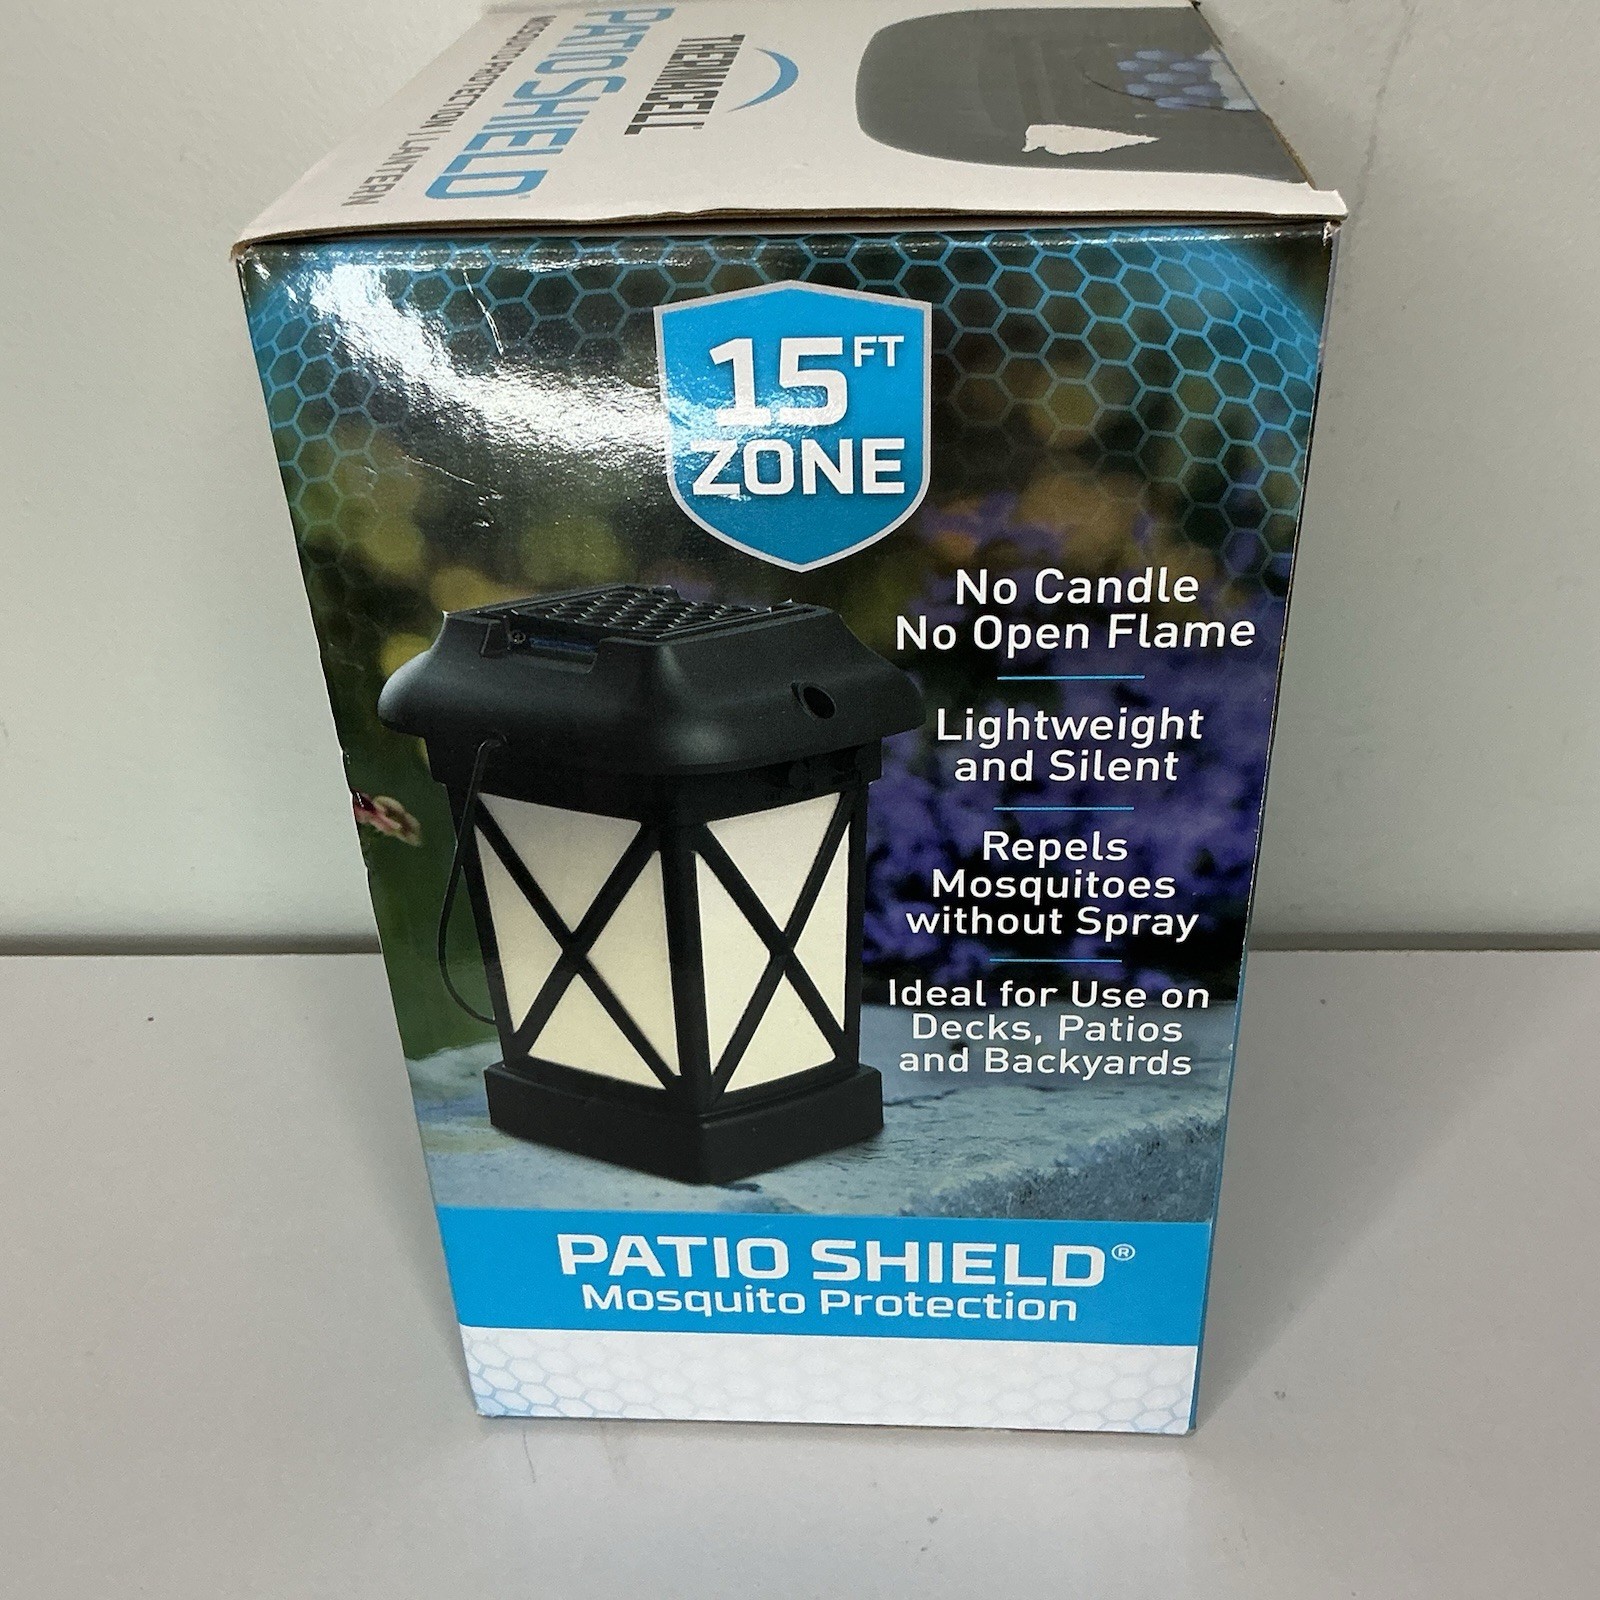 THERMACELL
PATIO SHIELD®
MOSQUITO PROTECTION | LANTERN
15 FT
ZONE
No Candle
No Open Flame
Lightweight
and Silent
Repels
Mosquitoes
without Spray
Ideal for Use on
Decks, Patios
and Backyards
PATIO SHIELD®
Mosquito Protection